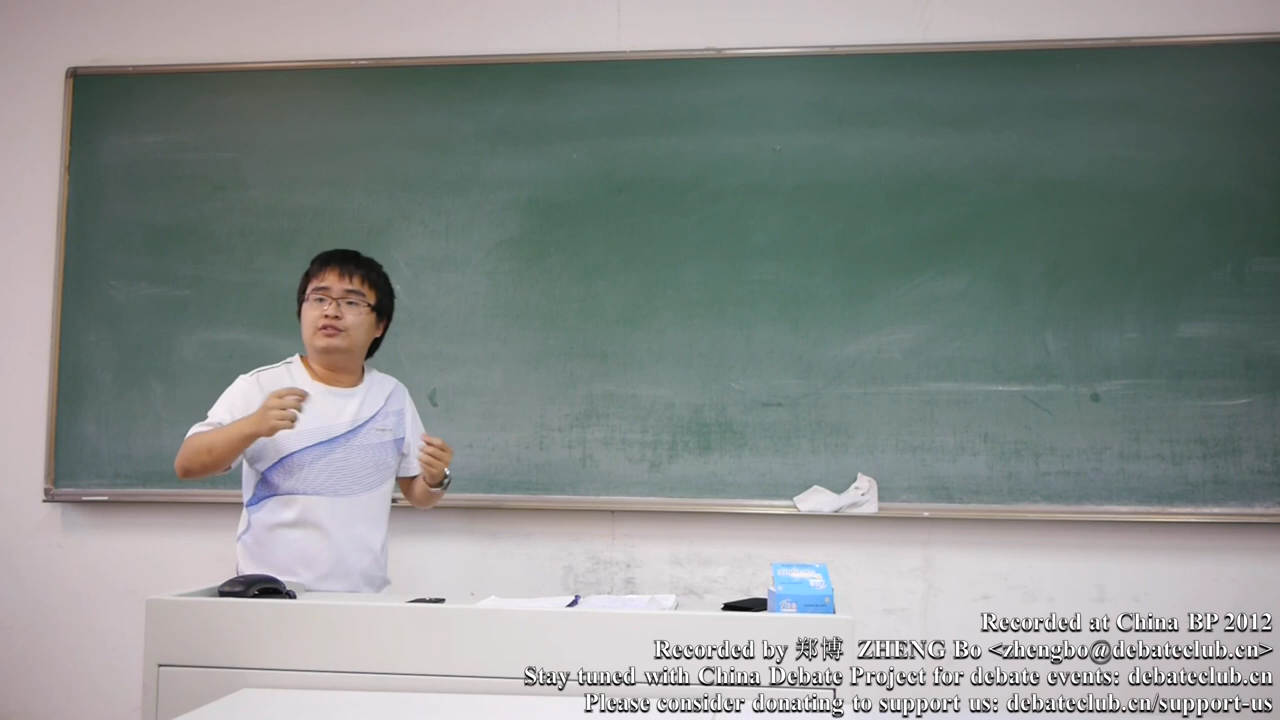 Recorded at China BP 2012
Recorded by 郑博 ZHENG Bo <zhengbo@debateclub.cn>
Stay tuned with China Debate Project for debate events: debateclub.cn
Please consider donating to support us: debateclub.cn/support-us